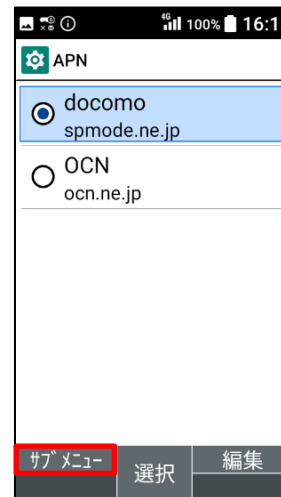 4G 100% 16:1
APN
docomo
spmode.ne.jp
OCN
ocn.ne.jp
ｻﾌﾞﾒﾆｭｰ
選択
編集